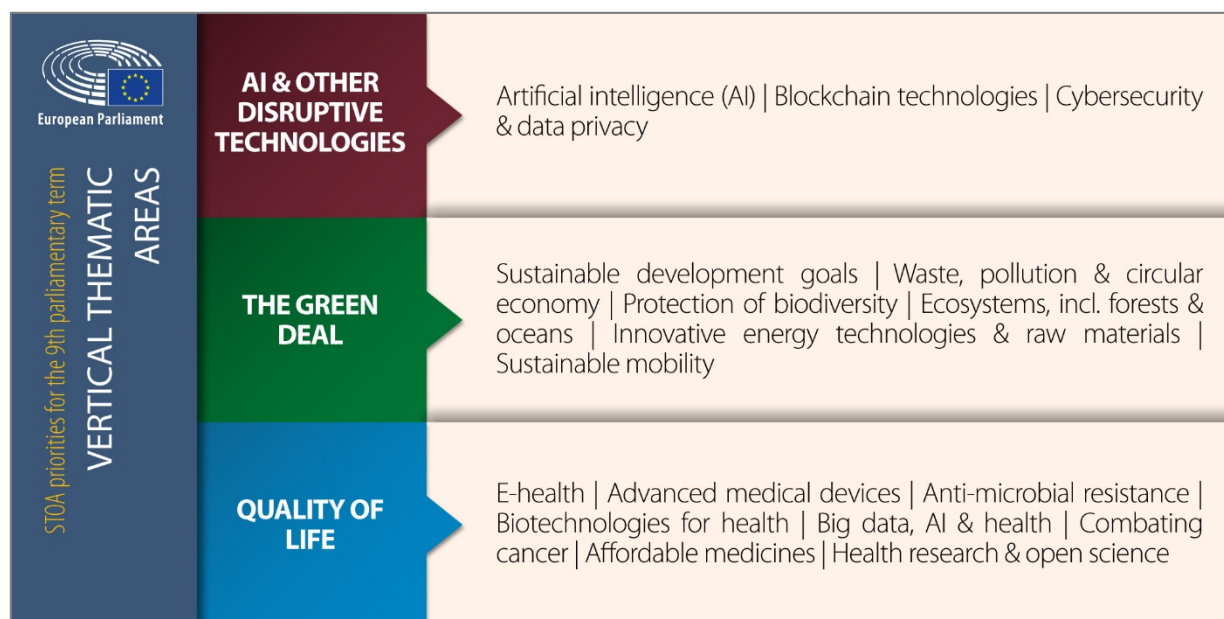 European Parliament
STOA priorities for the 9th parliamentary term
VERTICAL THEMATIC
AREAS
AI & OTHER
DISRUPTIVE
TECHNOLOGIES
Artificial intelligence (AI) | Blockchain technologies | Cybersecurity
& data privacy
THE GREEN
DEAL
Sustainable development goals | Waste, pollution & circular
economy | Protection of biodiversity | Ecosystems, incl. forests &
oceans | Innovative energy technologies & raw materials |
Sustainable mobility
QUALITY OF
LIFE
E-health | Advanced medical devices | Anti-microbial resistance |
Biotechnologies for health | Big data, AI & health | Combating
cancer | Affordable medicines | Health research & open science